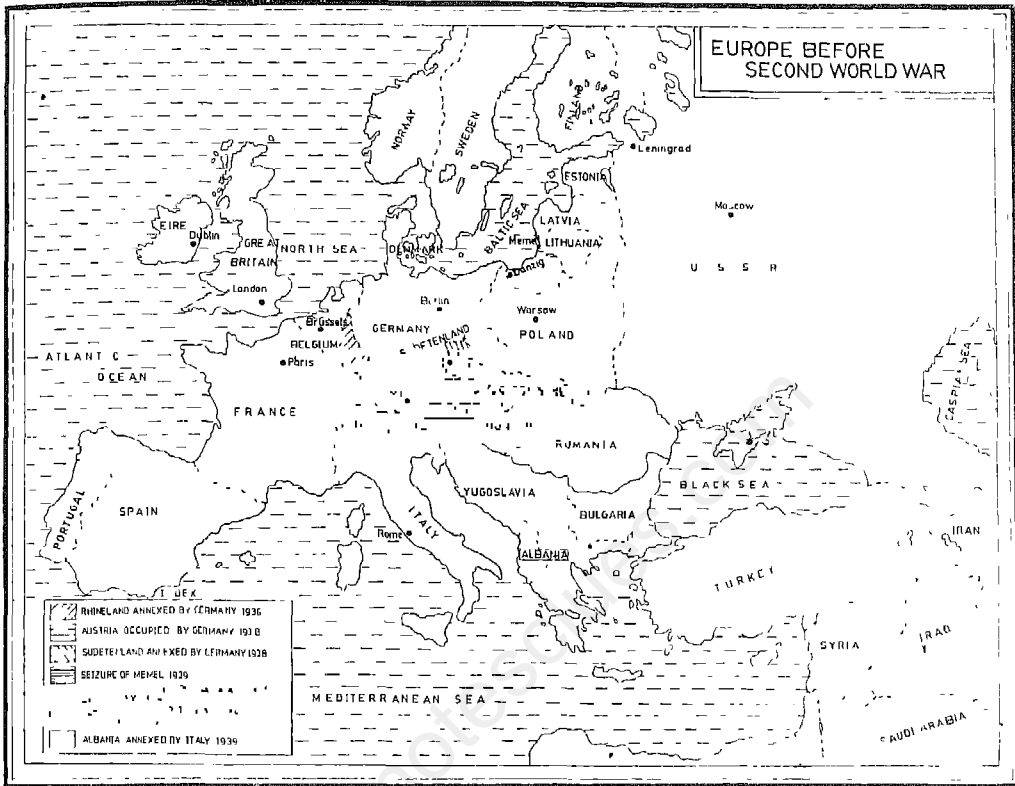 EUROPE BEFORE
SECOND WORLD WAR
NORWAY
SWEDEN
FINLAND
Leningrad
ESTONIA
Moscow
LATVIA
BALTIC SEA
Memel
LITHUANIA
EIRE
Dublin
GREAT
BRITAIN
NORTH SEA
DENMARK
Danzig
U S S R
London
Berlin
Warsaw
Brussels
GERMANY
POLAND
BELGIUM
Paris
ATLANTIC
OCEAN
CASPIAN SEA
FRANCE
RUMANIA
BLACK SEA
YUGOSLAVIA
PORTUGAL
SPAIN
ITALY
BULGARIA
Rome
IRAN
ALBANIA
TURKEY
I DEX
RHINELAND ANNEXED BY GERMANY 1936
AUSTRIA OCCUPIED BY GERMANY 1938
SUDETENLAND ANNEXED BY GERMANY 1938
SEIZURE OF MEMEL 1939
ALBANIA ANNEXED BY ITALY 1939
SYRIA
IRAQ
MEDITERRANEAN SEA
SAUDI ARABIA